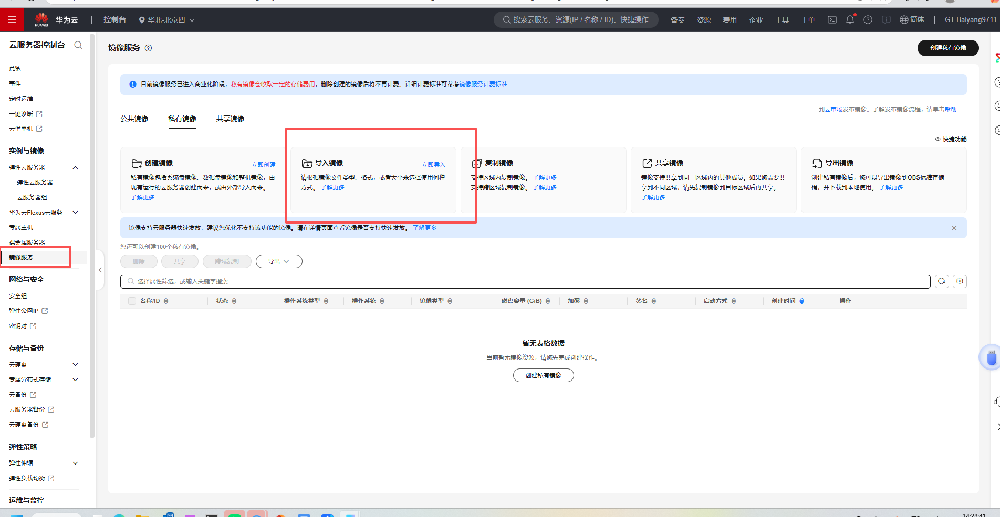 HUAWEI
华为云
控制台
华北-北京四
搜索云服务、资源(IP / 名称 / ID)、快捷操作...
备案
资源
费用
企业
工具
工单
简体
GT-Baiyang9711
云服务器控制台
总览
事件
定时运维
一键诊断
云堡垒机
实例与镜像
弹性云服务器
弹性云服务器
云服务器组
华为云Flexus云服务
专属主机
裸金属服务器
镜像服务
网络与安全
安全组
弹性公网IP
密钥对
存储与备份
云硬盘
专属分布式存储
云备份
云服务器备份
云硬盘备份
弹性策略
弹性伸缩
弹性负载均衡
运维与监控
镜像服务
创建私有镜像
目前镜像服务已进入商业化阶段，私有镜像会收取一定的存储费用，删除创建的镜像后将不再计费。详细计费标准可参考镜像服务计费标准
到云市场发布镜像。了解发布镜像流程，请单击帮助
公共镜像
私有镜像
共享镜像
快捷功能
创建镜像
立即创建
私有镜像包括系统盘镜像、数据盘镜像和整机镜像，由
现有运行的云服务器创建而来，或由外部导入而来。
了解更多
导入镜像
立即导入
请根据镜像文件类型、格式，或者大小来选择使用何种
方式。 了解更多
复制镜像
支持区域内复制镜像。 了解更多
支持跨区域复制镜像。 了解更多
共享镜像
镜像支持共享到同一区域内的其他成员。如果您需要共
享到不同区域，请先复制镜像到目标区域后再共享。
了解更多
导出镜像
创建私有镜像后，您可以导出镜像到OBS标准存储
桶，并下载到本地使用。 了解更多
镜像支持云服务器快速发放，建议您优化不支持该功能的镜像。请在详情页面查看镜像是否支持快速发放。 了解更多
您还可以创建100个私有镜像。
删除
共享
跨域复制
导出
选择属性筛选，或输入关键字搜索
名称/ID
状态
操作系统类型
操作系统
镜像类型
磁盘容量 (GiB)
加密
签名
启动方式
创建时间
操作
暂无表格数据
当前暂无镜像资源，请您先完成创建操作。
创建私有镜像
14:28:41